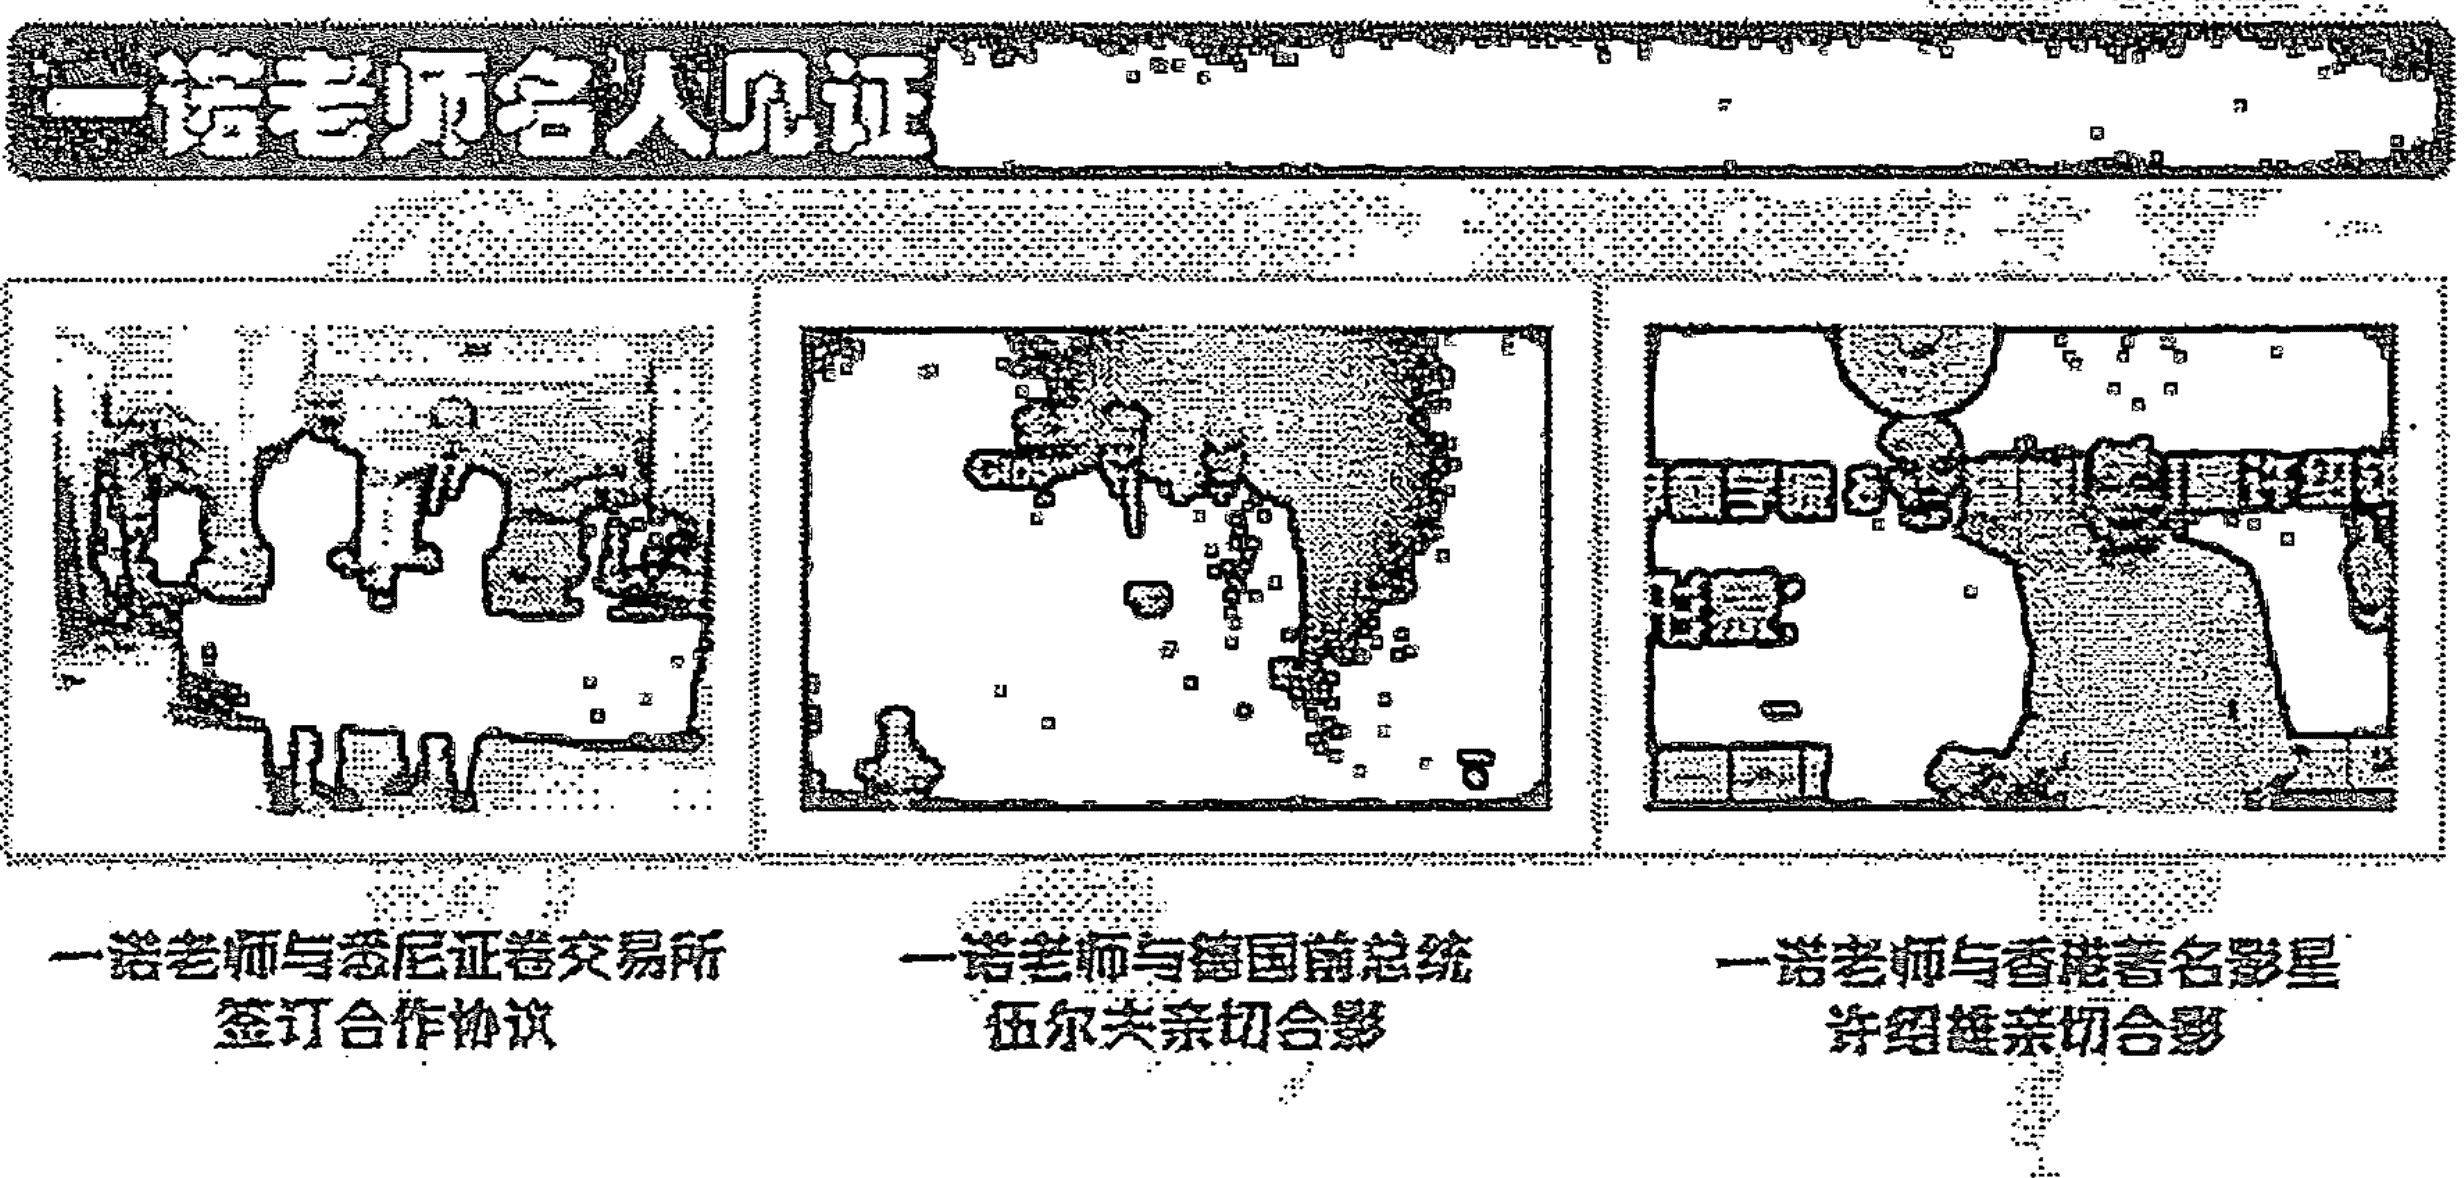 一诺老师名人见证
许绍
一诺老师与悉尼证卷交易所
签订合作协议
一诺老师与德国前总统
伍尔夫亲切合影
一诺老师与香港著名影星
许绍雄亲切合影